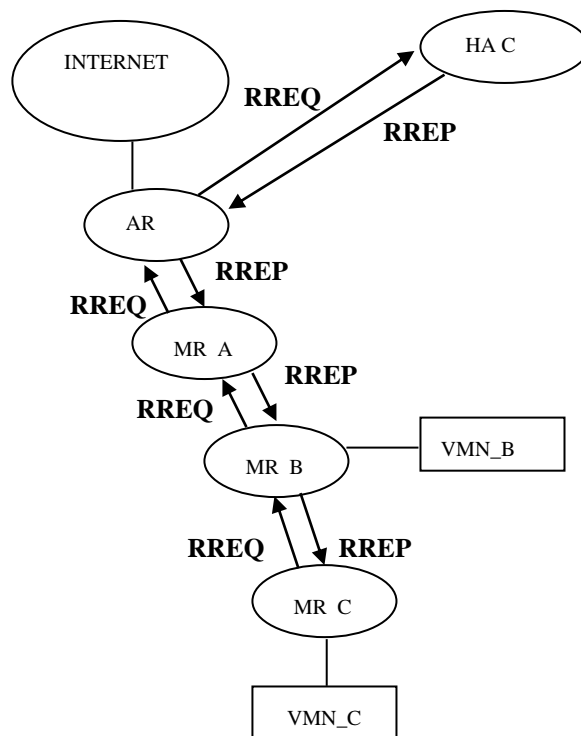 INTERNET
HA C
RREQ
RREP
AR
RREP
RREQ
MR A
RREP
RREQ
MR B
VMN_B
RREQ
RREP
MR C
VMN_C